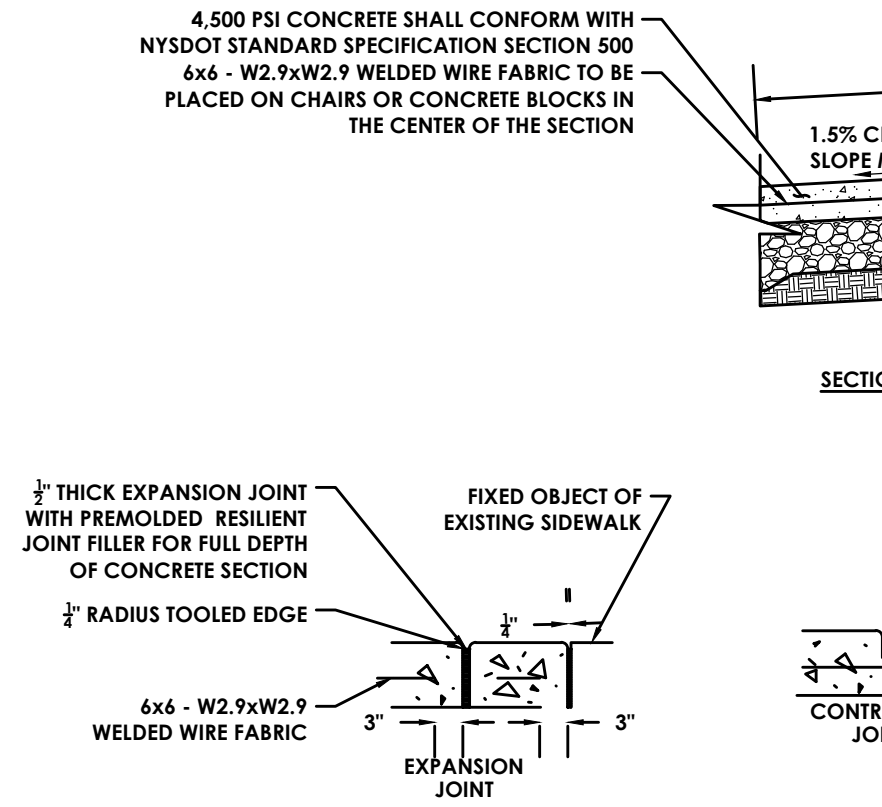 4,500 PSI CONCRETE SHALL CONFORM WITH
NYSDOT STANDARD SPECIFICATION SECTION 500
6x6 - W2.9xW2.9 WELDED WIRE FABRIC TO BE
PLACED ON CHAIRS OR CONCRETE BLOCKS IN
THE CENTER OF THE SECTION
1.5%
SLOPE
1/2" THICK EXPANSION JOINT
WITH PREMOLDED RESILIENT
JOINT FILLER FOR FULL DEPTH
OF CONCRETE SECTION
1/4" RADIUS TOOLED EDGE
6x6 - W2.9xW2.9
WELDED WIRE FABRIC
FIXED OBJECT OF
EXISTING SIDEWALK
1/4"
3"
3"
EXPANSION
JOINT